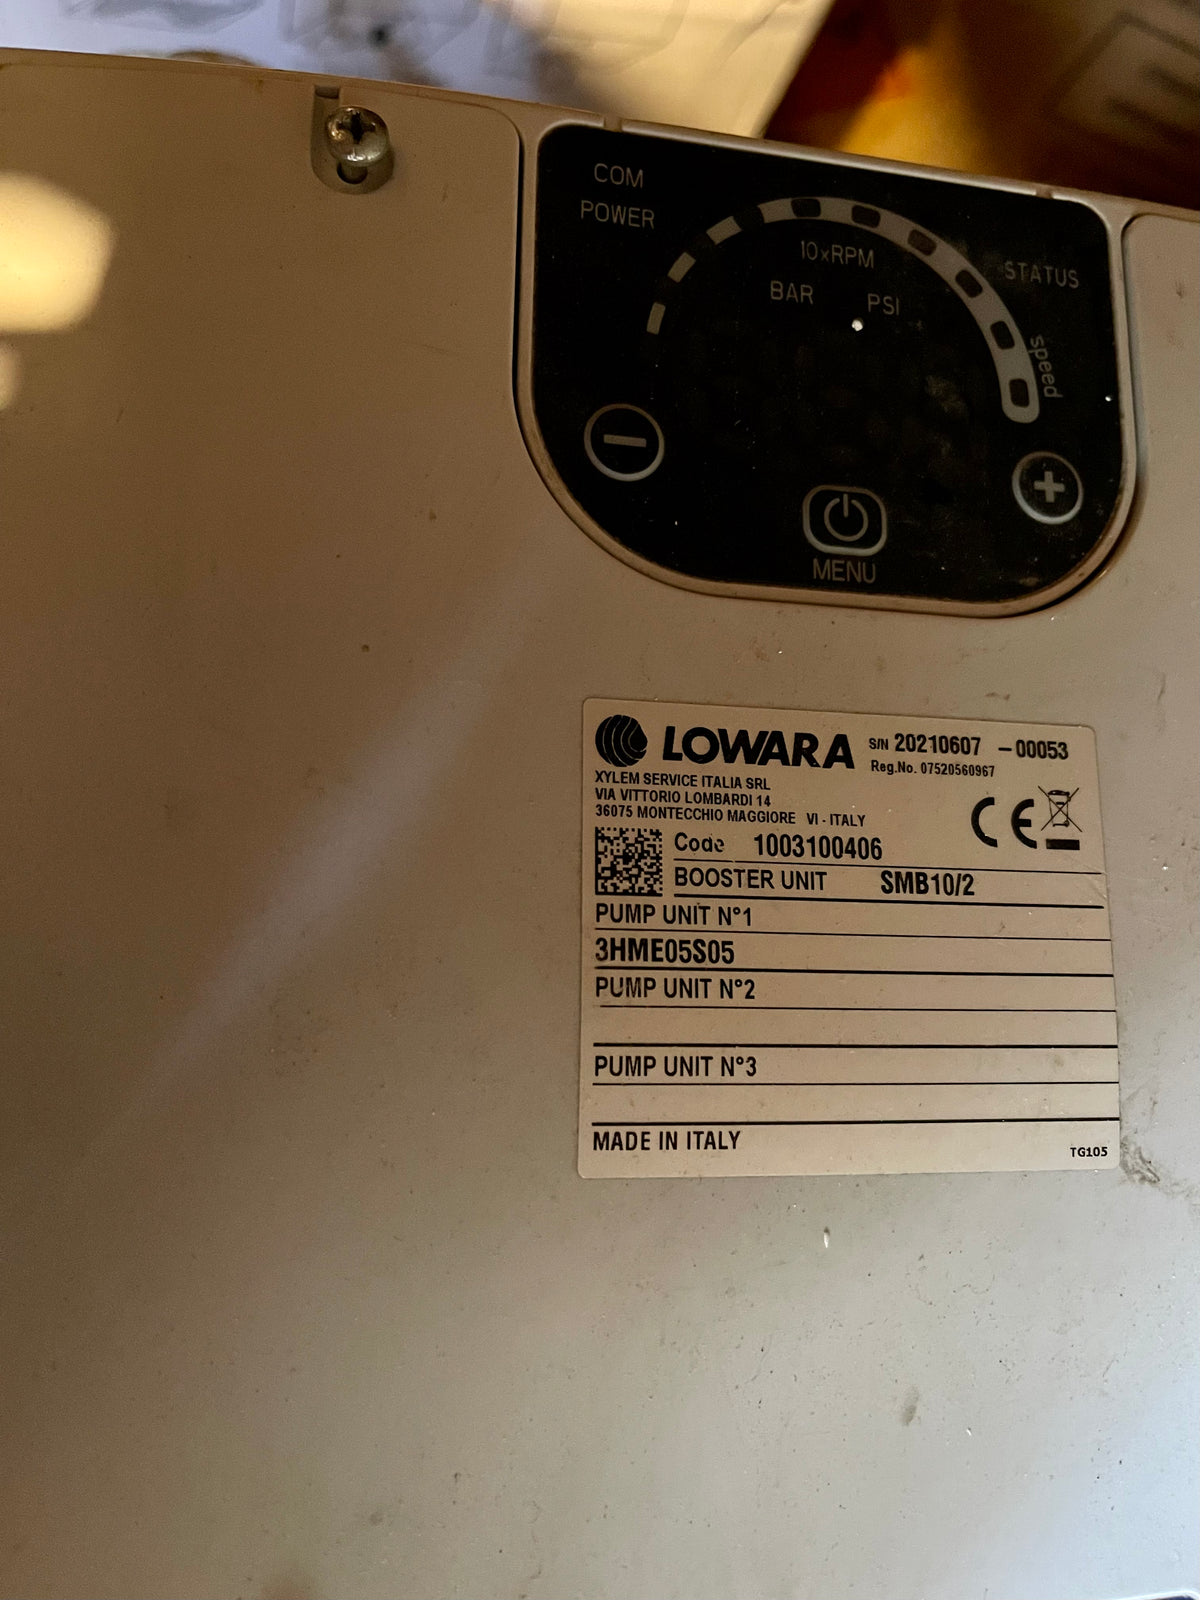 COM
POWER
10xRPM
BAR PSI
STATUS
speed
MENU
LOWARA
S/N 20210607 -00053
Reg.No. 07520560967
XYLEM SERVICE ITALIA SRL
VIA VITTORIO LOMBARDI 14
36075 MONTECCHIO MAGGIORE VI - ITALY
CE
Code 1003100406
BOOSTER UNIT SMB10/2
PUMP UNIT N°1
3HME05S05
PUMP UNIT N°2
PUMP UNIT N°3
MADE IN ITALY
TG105